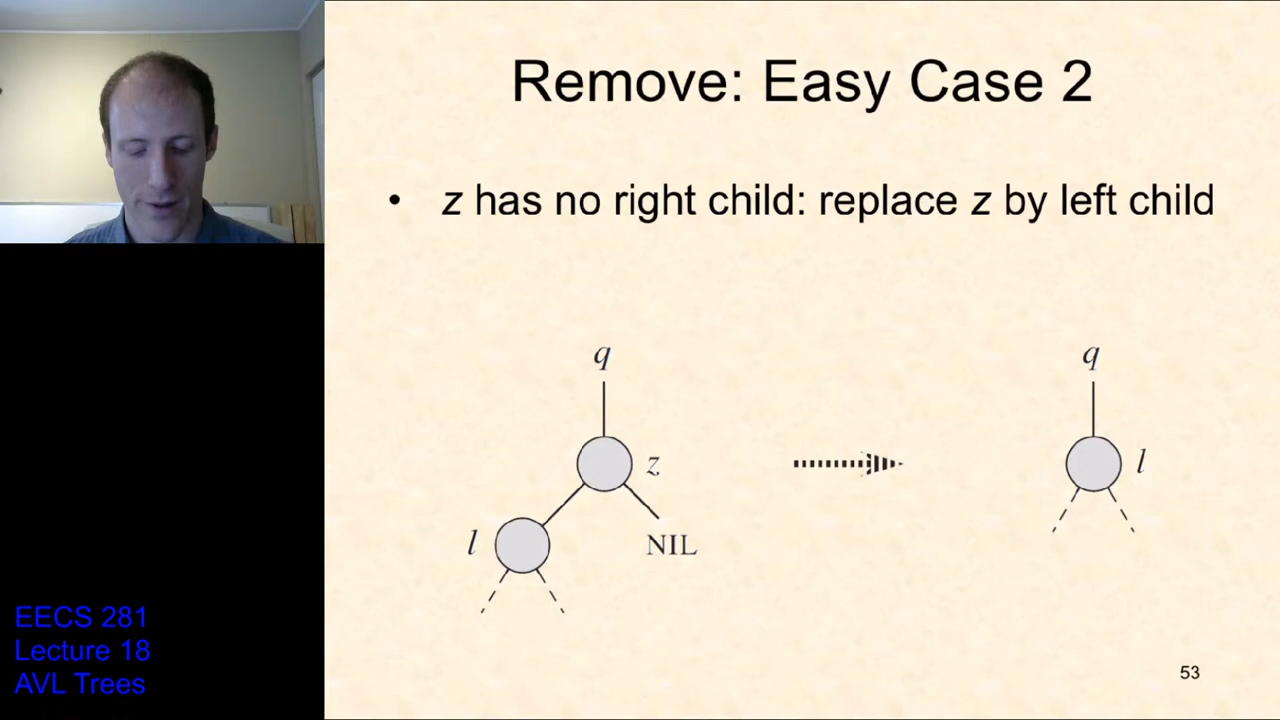 Remove: Easy Case 2
• z has no right child: replace z by left child
q
z
l
NIL
q
l
EECS 281
Lecture 18
AVL Trees
53